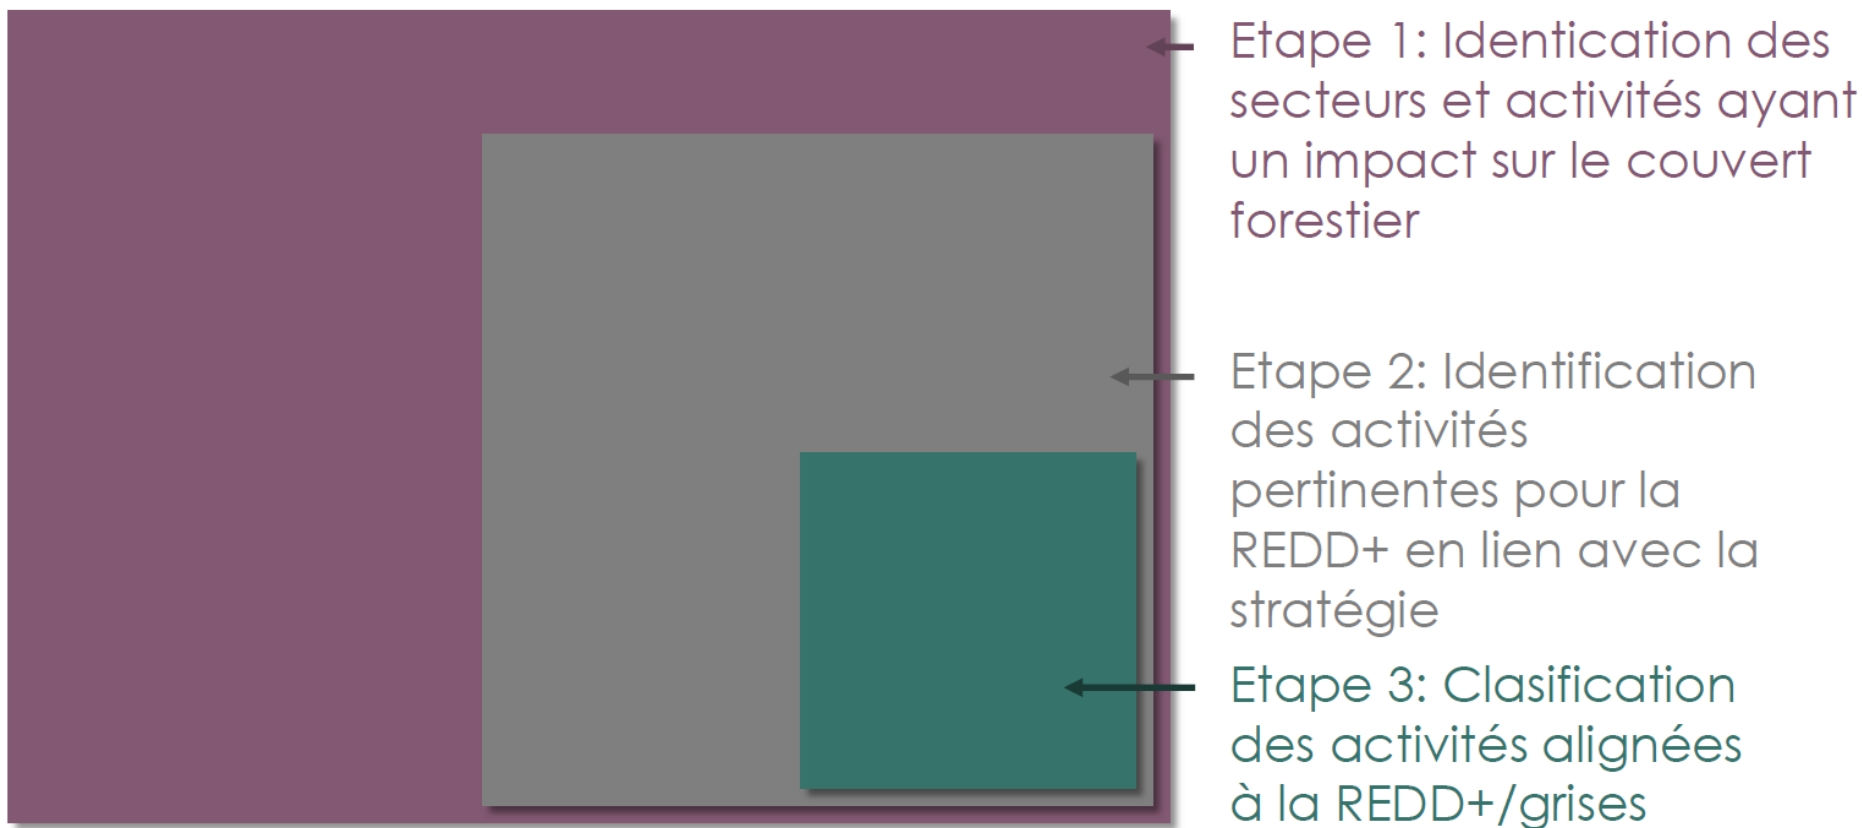 Etape 1: Identication des
secteurs et activités ayant
un impact sur le couvert
forestier
Etape 2: Identification
des activités
pertinentes pour la
REDD+ en lien avec la
stratégie
Etape 3: Clasification
des activités alignées
à la REDD+/grises